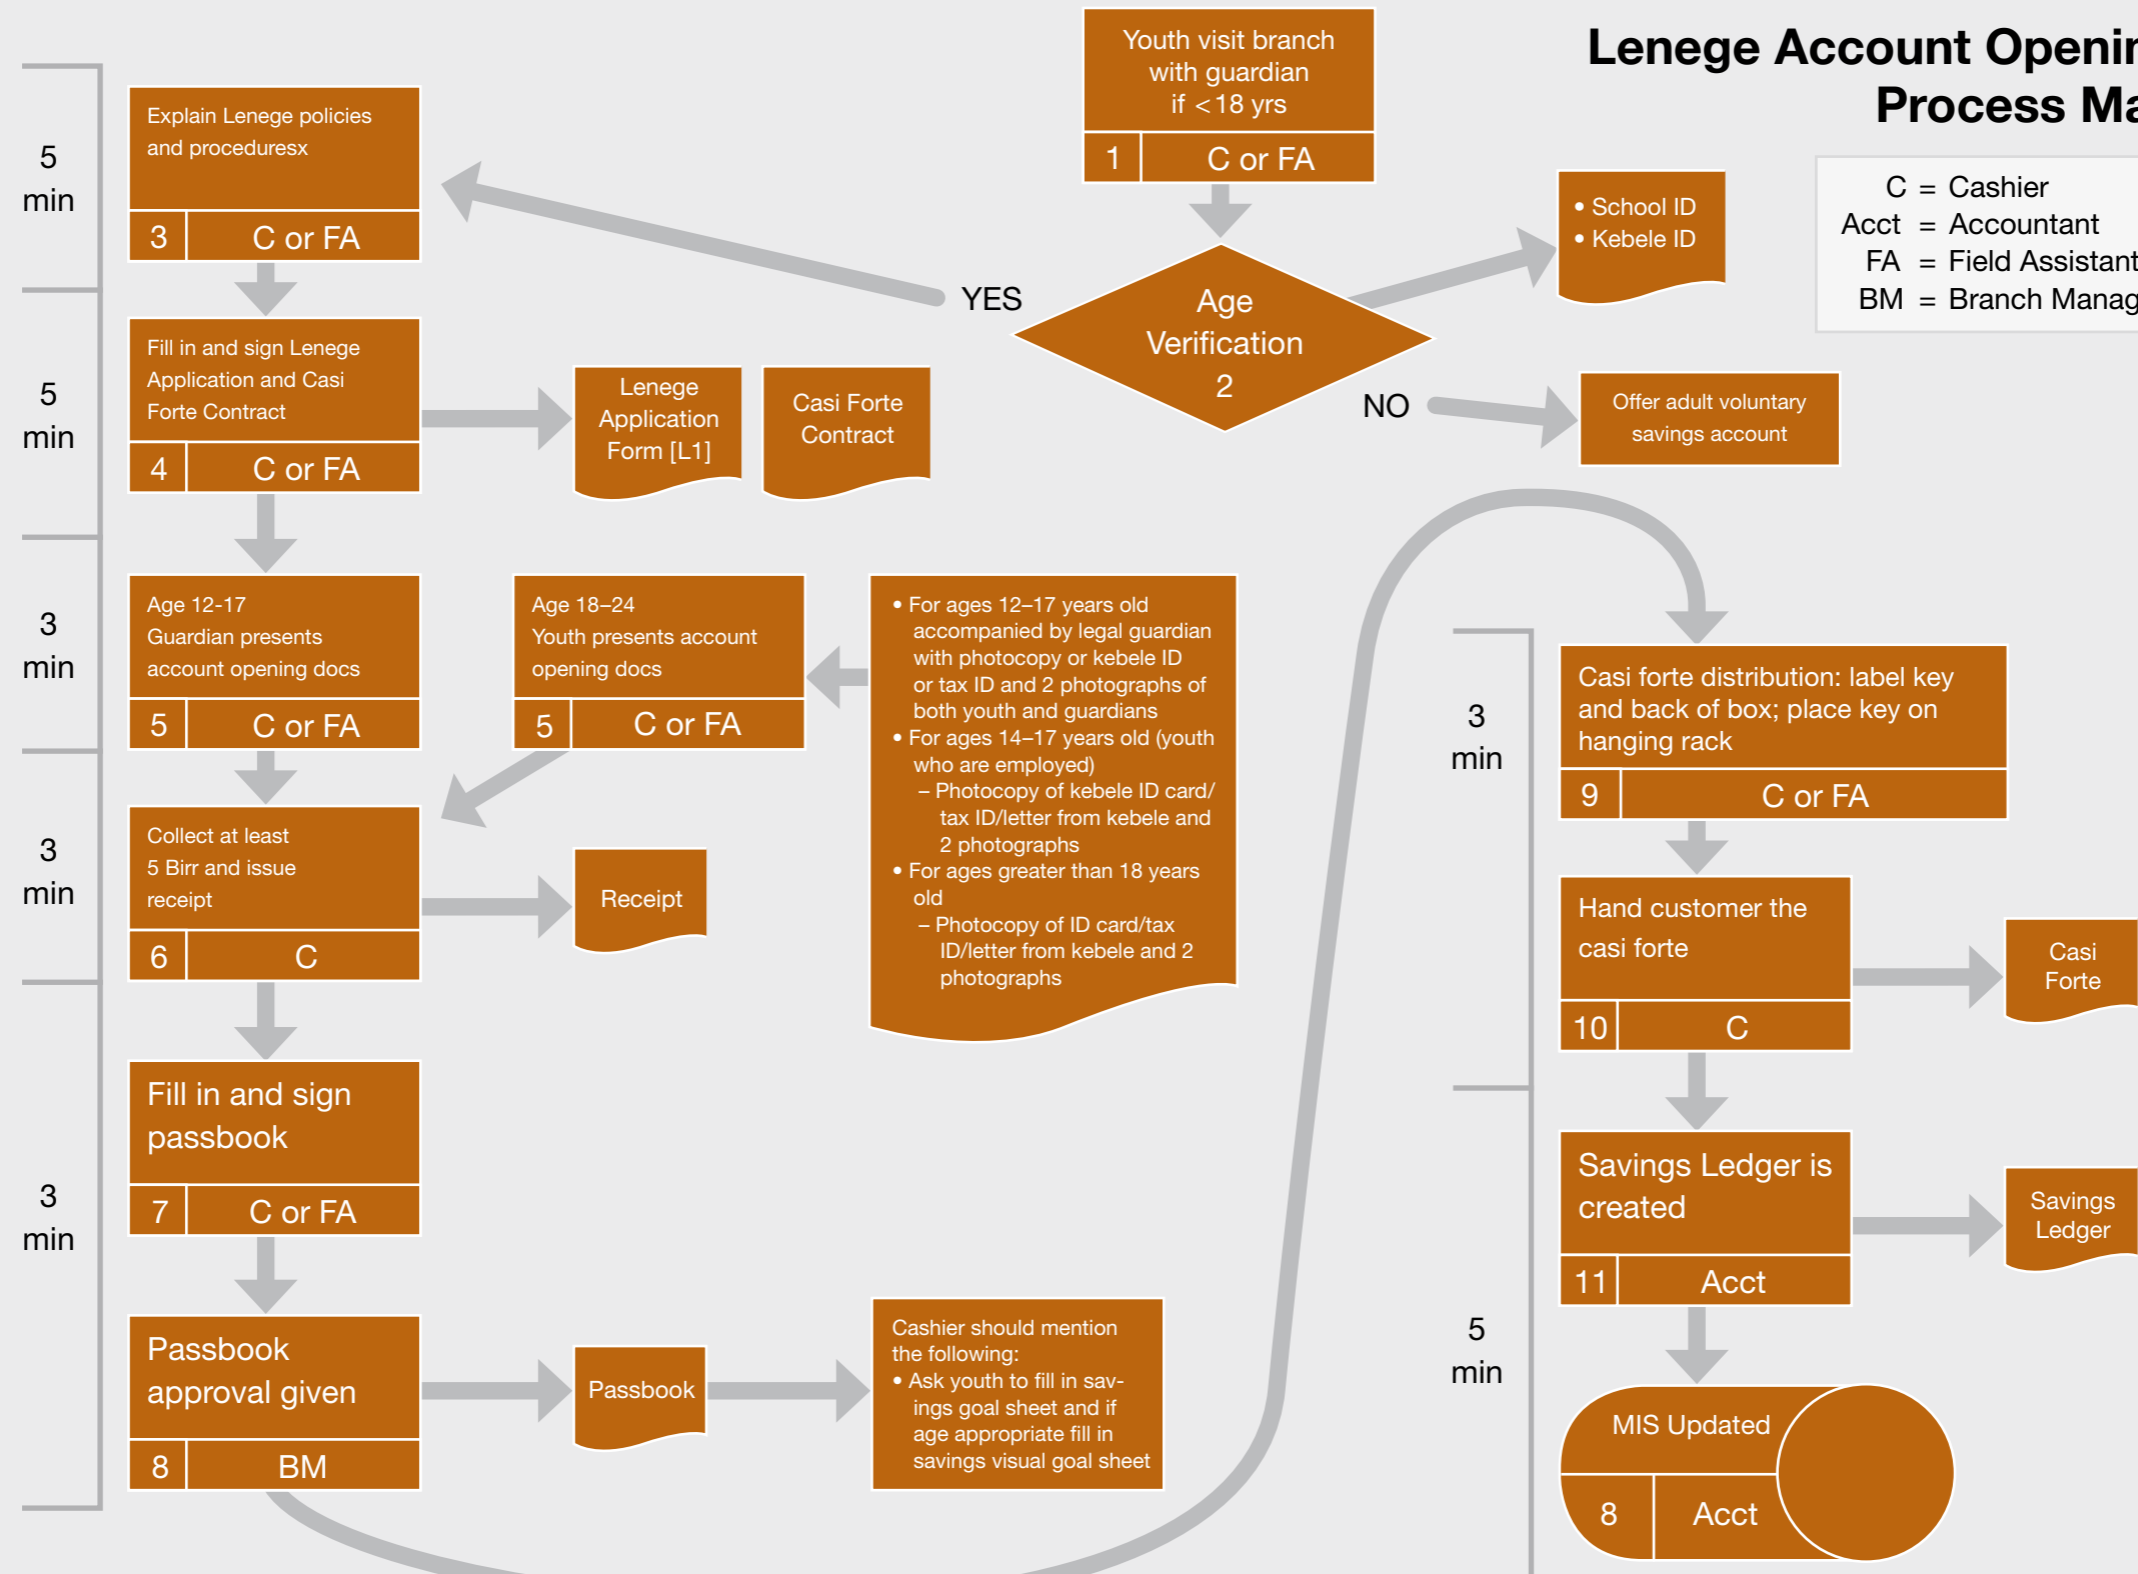 Lenege Account Openin
Process Ma
C = Cashier
Acct = Accountant
FA = Field Assistant
BM = Branch Manag
Youth visit branch
with guardian
if <18 yrs
1 C or FA
Age
Verification
2
• School ID
• Kebele ID
YES
NO
Offer adult voluntary
savings account
5
min
Explain Lenege policies
and proceduresx
3 C or FA
5
min
Fill in and sign Lenege
Application and Casi
Forte Contract
4 C or FA
Lenege
Application
Form [L1]
Casi Forte
Contract
3
min
Age 12-17
Guardian presents
account opening docs
5 C or FA
Age 18–24
Youth presents account
opening docs
5 C or FA
• For ages 12–17 years old
accompanied by legal guardian
with photocopy or kebele ID
or tax ID and 2 photographs of
both youth and guardians
• For ages 14–17 years old (youth
who are employed)
– Photocopy of kebele ID card/
tax ID/letter from kebele and
2 photographs
• For ages greater than 18 years
old
– Photocopy of ID card/tax
ID/letter from kebele and 2
photographs
3
min
Collect at least
5 Birr and issue
receipt
6 C
Receipt
3
min
Fill in and sign
passbook
7 C or FA
Passbook
approval given
8 BM
Passbook
Cashier should mention
the following:
• Ask youth to fill in sav-
ings goal sheet and if
age appropriate fill in
savings visual goal sheet
3
min
Casi forte distribution: label key
and back of box; place key on
hanging rack
9 C or FA
Hand customer the
casi forte
10 C
Casi
Forte
5
min
Savings Ledger is
created
11 Acct
Savings
Ledger
MIS Updated
8 Acct